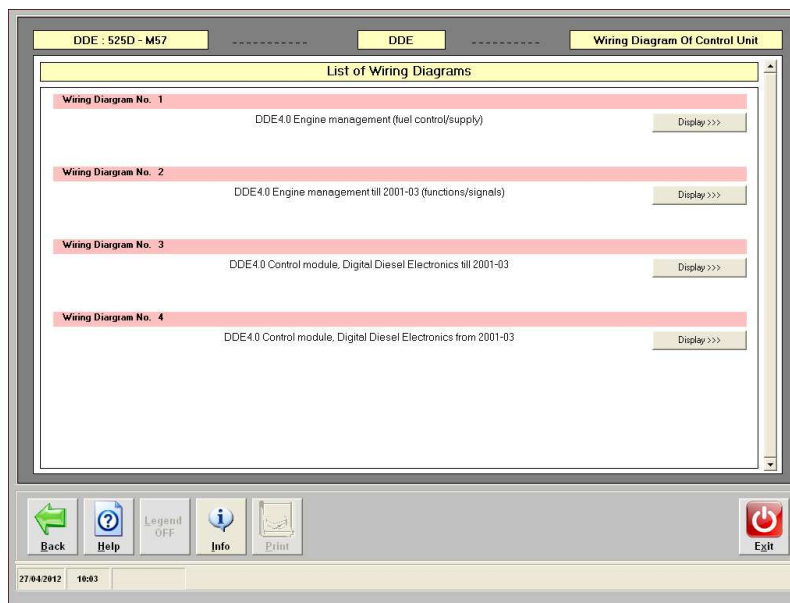 DDE : 525D - M57 ----------- DDE ---------- Wiring Diagram Of Control Unit
List of Wiring Diagrams
Wiring Diargram No. 1
DDE4.0 Engine management (fuel control/supply) Display >>>
Wiring Diargram No. 2
DDE4.0 Engine management till 2001-03 (functions/signals) Display >>>
Wiring Diargram No. 3
DDE4.0 Control module, Digital Diesel Electronics till 2001-03 Display >>>
Wiring Diargram No. 4
DDE4.0 Control module, Digital Diesel Electronics from 2001-03 Display >>>
Legend
OFF
Back Help Info Print Exit
27/04/2012 10:03